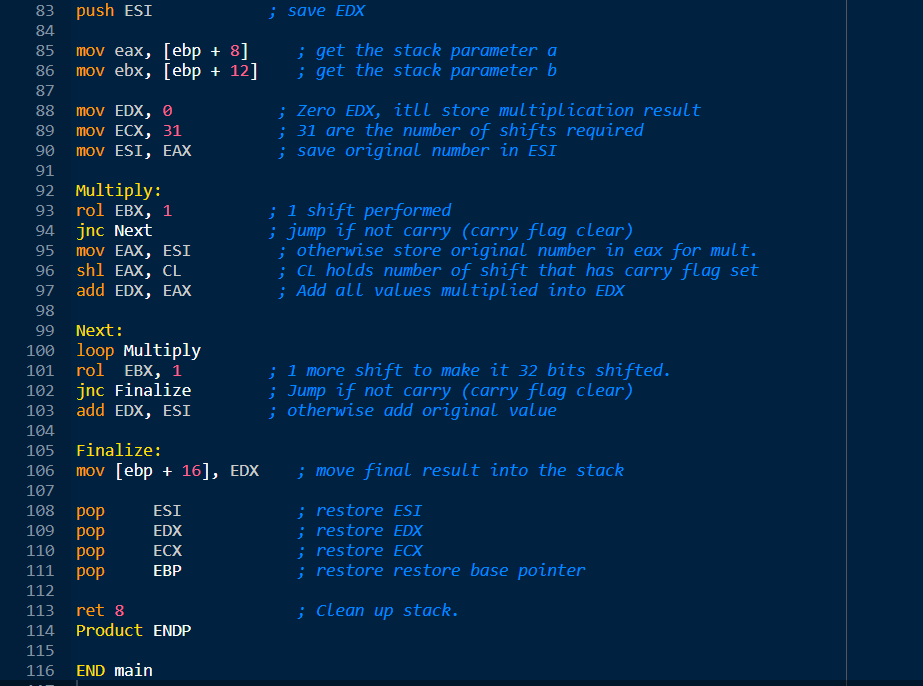 83 push ESI ; save EDX
84
85 mov eax, [ebp + 8] ; get the stack parameter a
86 mov ebx, [ebp + 12] ; get the stack parameter b
87
88 mov EDX, 0 ; Zero EDX, itll store multiplication result
89 mov ECX, 31 ; 31 are the number of shifts required
90 mov ESI, EAX ; save original number in ESI
91
92 Multiply:
93 rol EBX, 1 ; 1 shift performed
94 jnc Next ; jump if not carry (carry flag clear)
95 mov EAX, ESI ; otherwise store original number in eax for mult.
96 shl EAX, CL ; CL holds number of shift that has carry flag set
97 add EDX, EAX ; Add all values multiplied into EDX
98
99 Next:
100 loop Multiply
101 rol EBX, 1 ; 1 more shift to make it 32 bits shifted.
102 jnc Finalize ; Jump if not carry (carry flag clear)
103 add EDX, ESI ; otherwise add original value
104
105 Finalize:
106 mov [ebp + 16], EDX ; move final result into the stack
107
108 pop ESI ; restore ESI
109 pop EDX ; restore EDX
110 pop ECX ; restore ECX
111 pop EBP ; restore restore base pointer
112
113 ret 8 ; Clean up stack.
114 Product ENDP
115
116 END main